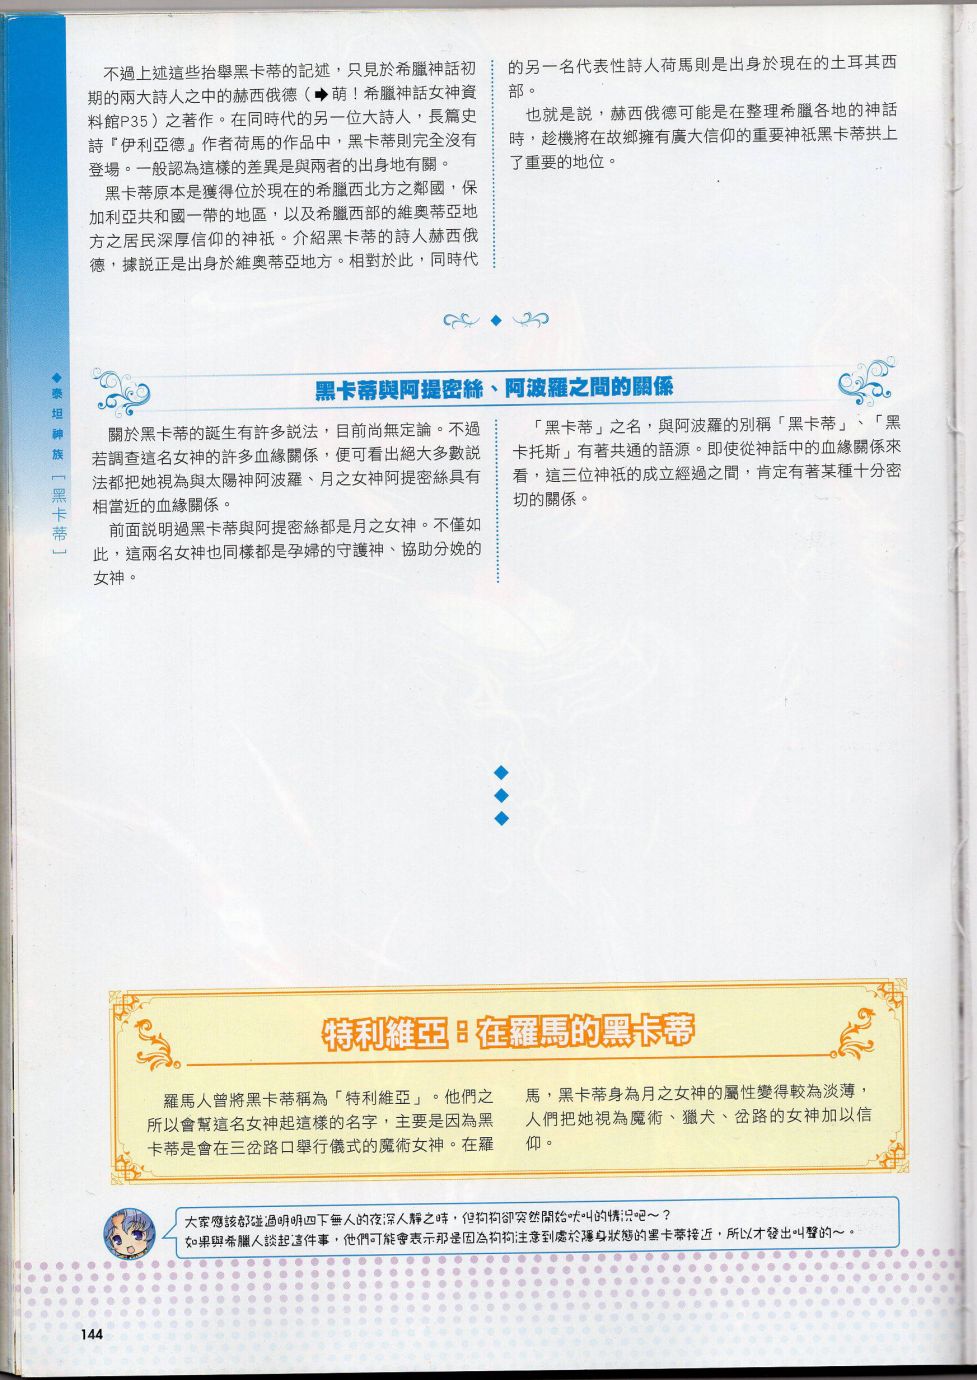 不過上述這些抬舉黑卡蒂的記述，只見於希臘神話初
期的兩大詩人之中的赫西俄德（➡萌！希臘神話女神資
料館P35）之著作。在同時代的另一位大詩人，長篇史
詩『伊利亞德』作者荷馬的作品中，黑卡蒂則完全沒有
登場。一般認為這樣的差異是與兩者的出身地有關。
黑卡蒂原本是獲得位於現在的希臘西北方之鄰國，保
加利亞共和國一帶的地區，以及希臘西部的維奧蒂亞地
方之居民深厚信仰的神祇。介紹黑卡蒂的詩人赫西俄
德，據說正是出身於維奧蒂亞地方。相對於此，同時代
的另一名代表性詩人荷馬則是出身於現在的土耳其西
部。
也就是說，赫西俄德可能是在整理希臘各地的神話
時，趁機將在故鄉擁有廣大信仰的重要神祇黑卡蒂拱上
了重要的地位。
◆泰坦神族［黑卡蒂］
黑卡蒂與阿提密絲、阿波羅之間的關係
關於黑卡蒂的誕生有許多說法，目前尚無定論。不過
若調查這名女神的許多血緣關係，便可看出絕大多數說
法都把她視為與太陽神阿波羅、月之女神阿提密絲具有
相當近的血緣關係。
前面說明過黑卡蒂與阿提密絲都是月之女神。不僅如
此，這兩名女神也同樣都是孕婦的守護神、協助分娩的
女神。
「黑卡蒂」之名，與阿波羅的別稱「黑卡蒂」、「黑
卡托斯」有著共通的語源。即使從神話中的血緣關係來
看，這三位神祇的成立經過之間，肯定有著某種十分密
切的關係。
特利維亞：在羅馬的黑卡蒂
羅馬人曾將黑卡蒂稱為「特利維亞」。他們之
所以會幫這名女神起這樣的名字，主要是因為黑
卡蒂是會在三岔路口舉行儀式的魔術女神。在羅
馬，黑卡蒂身為月之女神的屬性變得較為淡薄，
人們把她視為魔術、獵犬、岔路的女神加以信
仰。
大家應該都碰過明明四下無人的夜深人靜之時，但狗狗卻突然開始吠叫的情況吧～？
如果與希臘人談起這件事，他們可能會表示那是因為狗狗注意到處於隱身狀態的黑卡蒂接近，所以才發出叫聲的～。
144